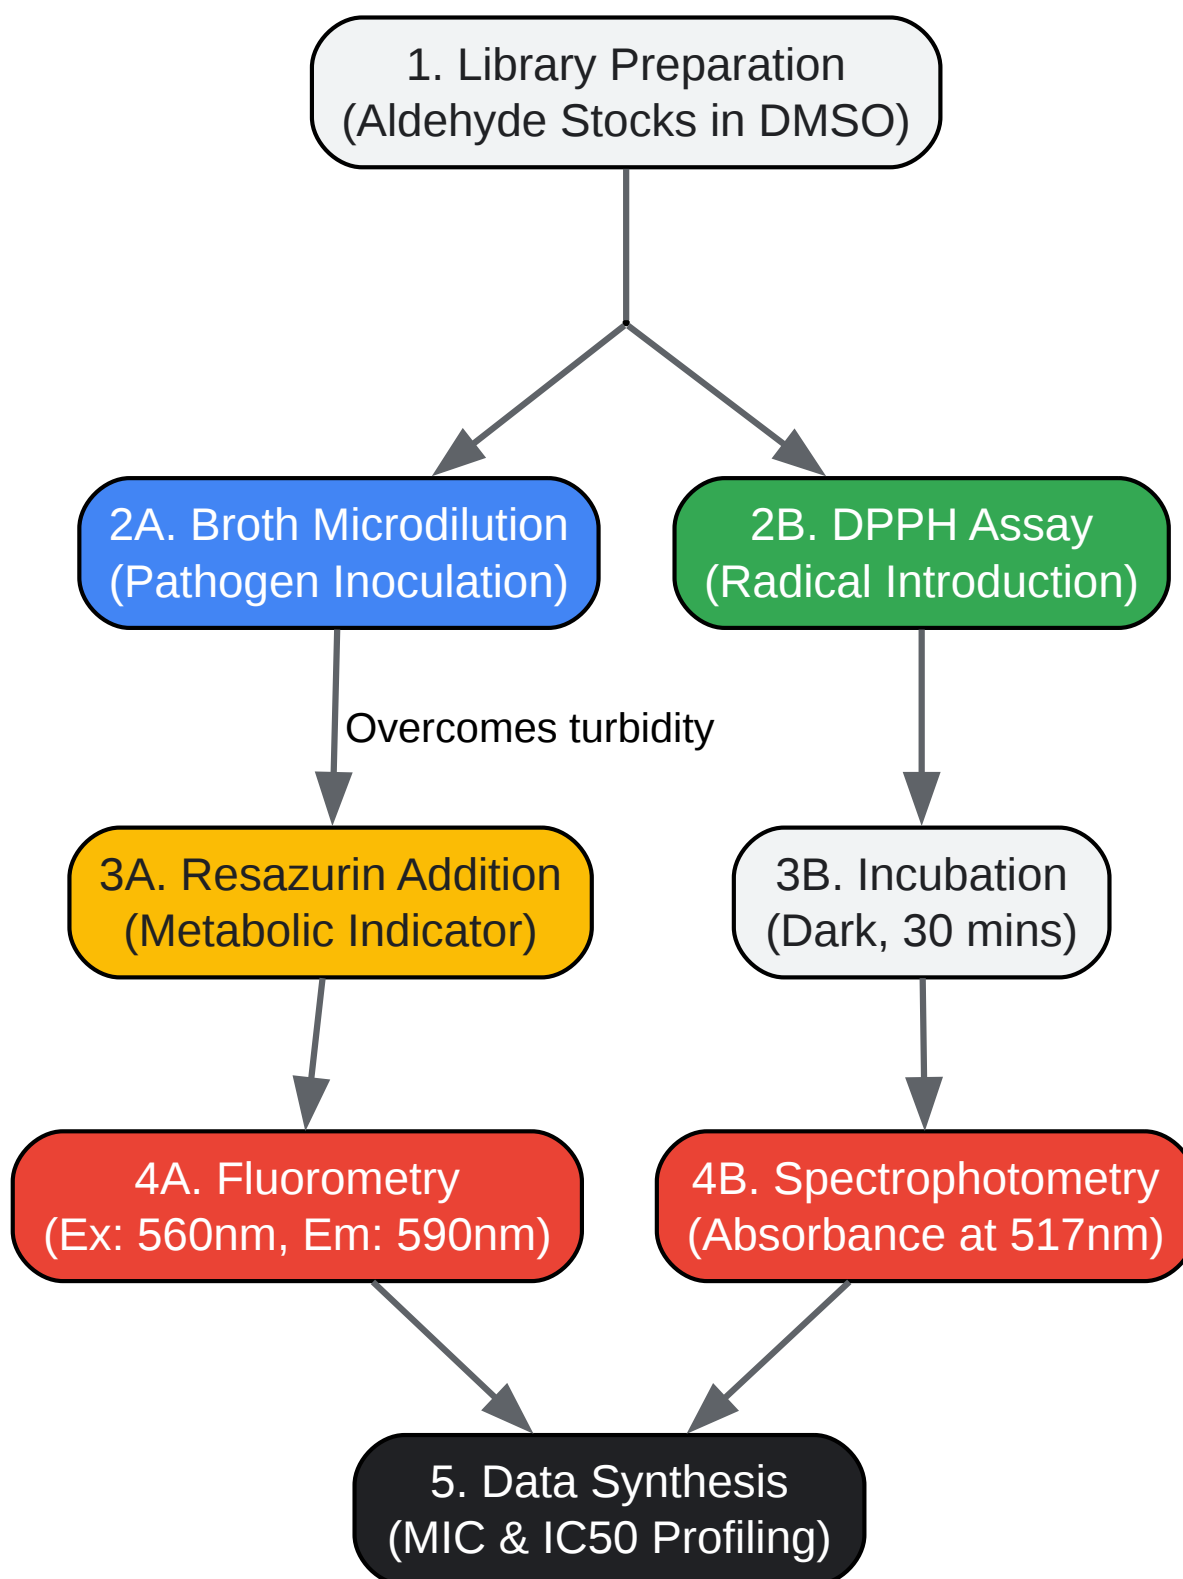 1. Library Preparation
(Aldehyde Stocks in DMSO)
2A. Broth Microdilution
(Pathogen Inoculation)
2B. DPPH Assay
(Radical Introduction)
Overcomes turbidity
3A. Resazurin Addition
(Metabolic Indicator)
3B. Incubation
(Dark, 30 mins)
4A. Fluorometry
(Ex: 560nm, Em: 590nm)
4B. Spectrophotometry
(Absorbance at 517nm)
5. Data Synthesis
(MIC & IC50 Profiling)